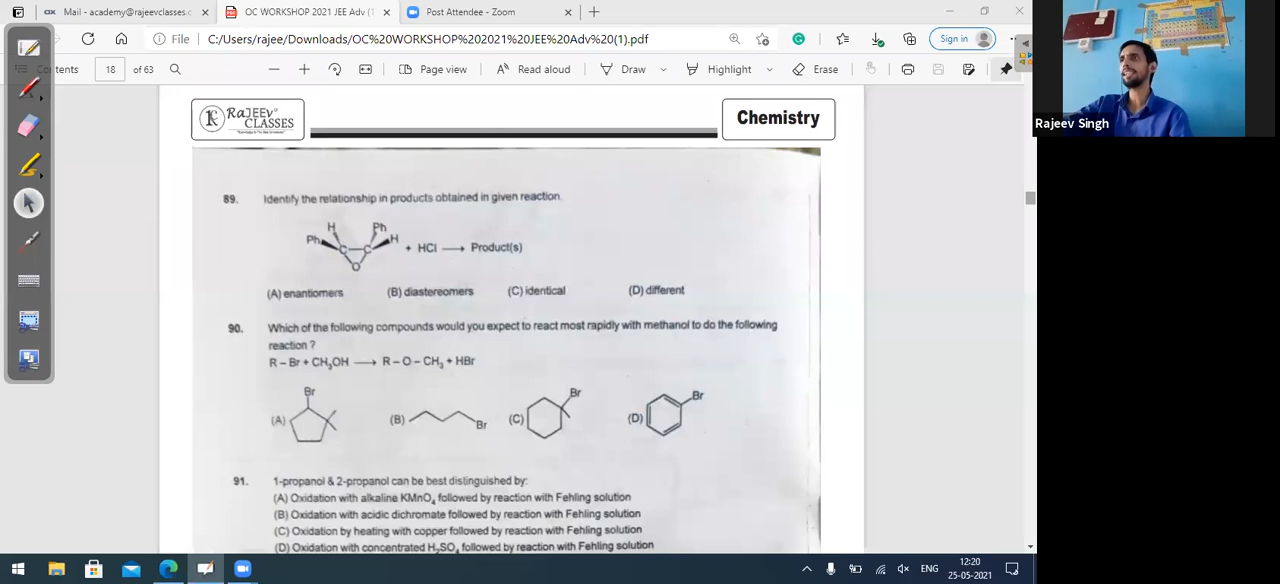 Mail - academy@rajeevclasses.c
OC WORKSHOP 2021 JEE Adv (1
Post Attendee - Zoom
File
C:/Users/rajee/Downloads/OC%20WORKSHOP%202021%20JEE%20Adv%20(1).pdf
Sign in
18 of 63
Page view
Read aloud
Draw
Highlight
Erase
Rajeev Singh
RAJEEV
CLASSES
Chemistry
89. Identify the relationship in products obtained in given reaction.
H Ph
Ph C C H + HCl ⟶ Product(s)
O
(A) enantiomers (B) diastereomers (C) identical (D) different
90. Which of the following compounds would you expect to react most rapidly with methanol to do the following
reaction ?
R – Br + CH₃OH ⟶ R – O – CH₃ + HBr
Br Br Br
(A) (B) Br (C) (D)
91. 1-propanol & 2-propanol can be best distinguished by:
(A) Oxidation with alkaline KMnO₄ followed by reaction with Fehling solution
(B) Oxidation with acidic dichromate followed by reaction with Fehling solution
(C) Oxidation by heating with copper followed by reaction with Fehling solution
(D) Oxidation with concentrated H₂SO₄ followed by reaction with Fehling solution
ENG
12:20
25-05-2021